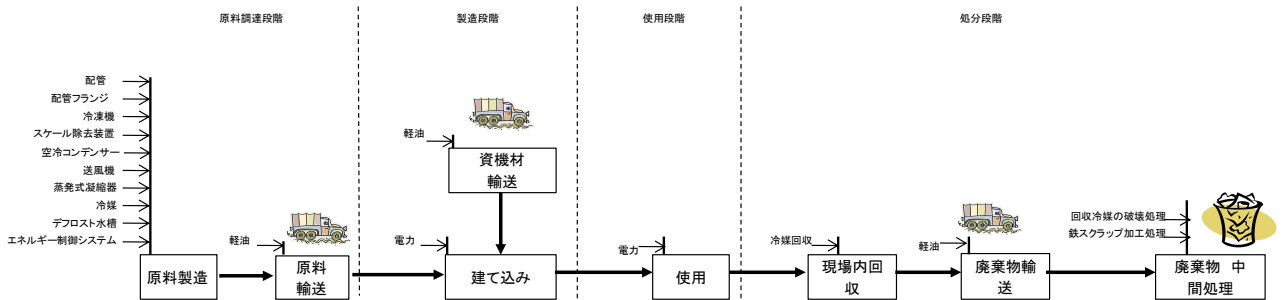 原料調達段階
製造段階
使用段階
処分段階
配管
配管フランジ
冷凍機
スケール除去装置
空冷コンデンサー
送風機
蒸発式凝縮器
冷媒
デフロスト水槽
エネルギー制御システム
原料製造
軽油
原料
輸送
軽油
資機材
輸送
電力
建て込み
電力
使用
冷媒回収
現場内回
収
軽油
廃棄物輸
送
回収冷媒の破壊処理
鉄スクラップ加工処理
廃棄物 中
間処理